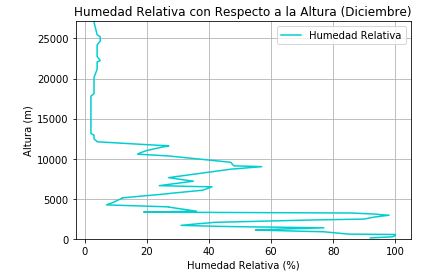 Humedad Relativa con Respecto a la Altura (Diciembre)
Humedad Relativa
Altura (m)
25000
20000
15000
10000
5000
0
0 20 40 60 80 100
Humedad Relativa (%)